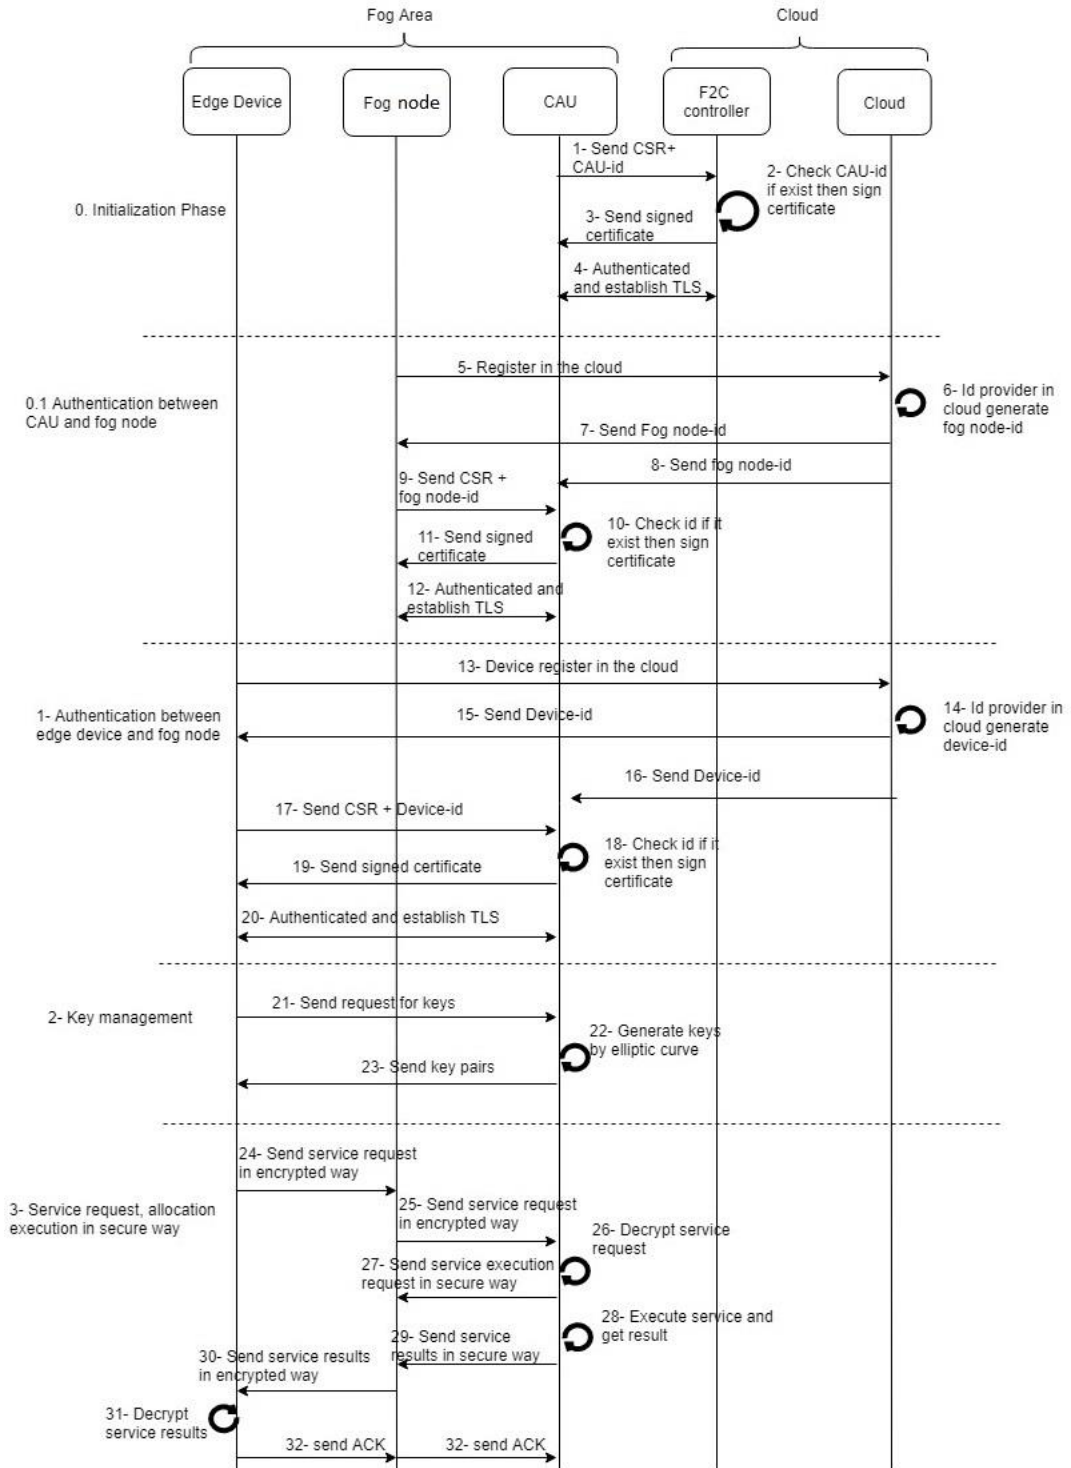 Fog Area
Cloud
Edge Device
Fog node
CAU
F2C
controller
Cloud
1- Send CSR+
CAU-id
2- Check CAU-id
if exist then sign
certificate
0. Initialization Phase
3- Send signed
certificate
4- Authenticated
and establish TLS
5- Register in the cloud
0.1 Authentication between
CAU and fog node
6- Id provider in
cloud generate
fog node-id
7- Send Fog node-id
8- Send fog node-id
9- Send CSR +
fog node-id
10- Check id if it
exist then sign
certificate
11- Send signed
certificate
12- Authenticated and
establish TLS
13- Device register in the cloud
1- Authentication between
edge device and fog node
15- Send Device-id
14- Id provider in
cloud generate
device-id
16- Send Device-id
17- Send CSR + Device-id
18- Check id if it
exist then sign
certificate
19- Send signed certificate
20- Authenticated and establish TLS
21- Send request for keys
2- Key management
22- Generate keys
by elliptic curve
23- Send key pairs
24- Send service request
in encrypted way
3- Service request, allocation
execution in secure way
25- Send service request
in encrypted way
26- Decrypt service
request
27- Send service execution
request in secure way
28- Execute service and
get result
29- Send service
results in secure way
30- Send service results
in encrypted way
31- Decrypt
service results
32- send ACK
32- send ACK